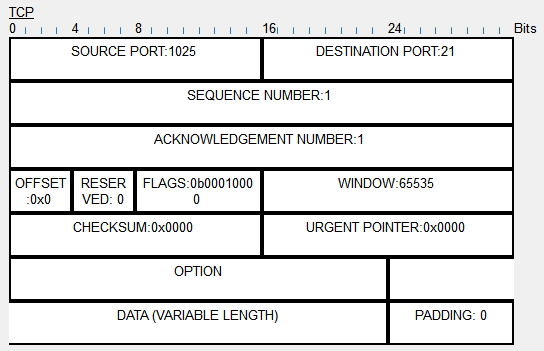 TCP
0 4 8 16 24 Bits
SOURCE PORT:1025 DESTINATION PORT:21
SEQUENCE NUMBER:1
ACKNOWLEDGEMENT NUMBER:1
OFFSET RESER FLAGS:0b0001000 WINDOW:65535
:0x0 VED: 0 0
CHECKSUM:0x0000 URGENT POINTER:0x0000
OPTION
DATA (VARIABLE LENGTH) PADDING: 0